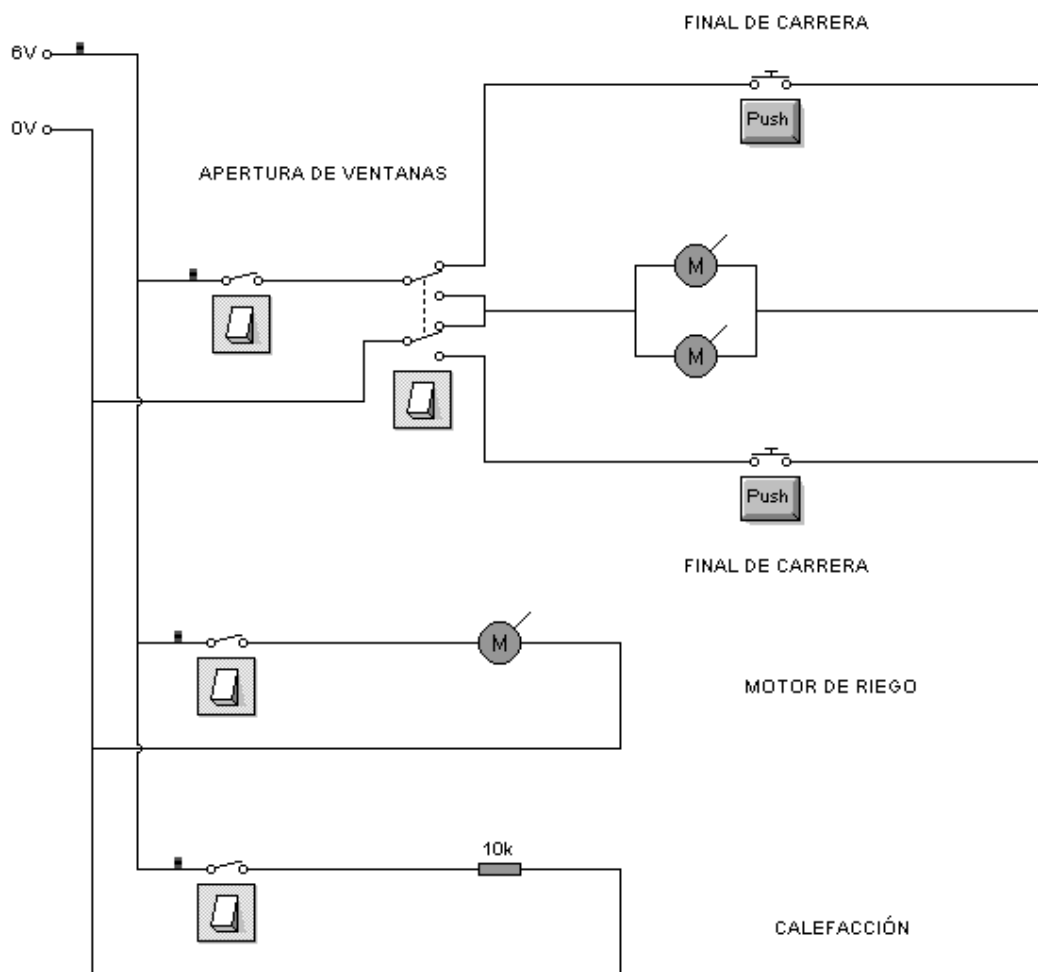 FINAL DE CARRERA
6V
Push
0V
APERTURA DE VENTANAS
M
M
Push
FINAL DE CARRERA
M
MOTOR DE RIEGO
10k
CALEFACCIÓN